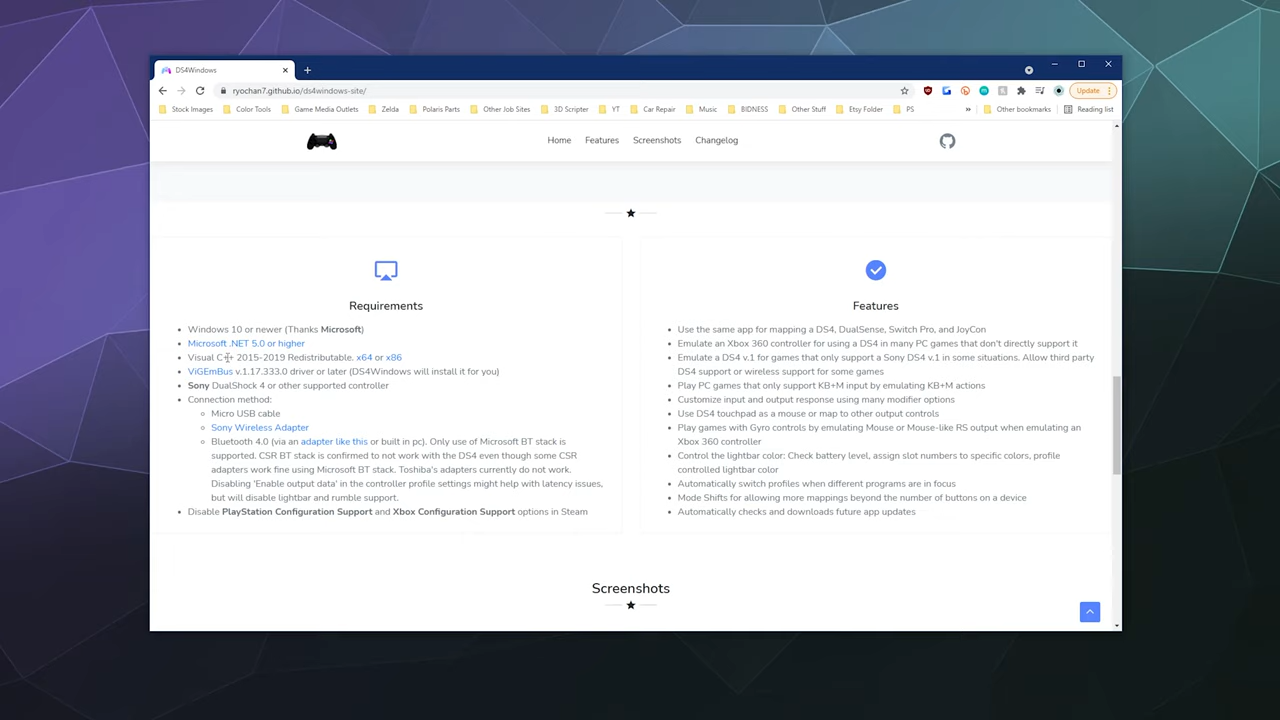 DS4Windows
ryochan7.github.io/ds4windows-site/
Update
Stock Images Color Tools Game Media Outlets Zelda Polaris Parts Other Job Sites 3D Scripter YT Car Repair Music BIDNESS Other Stuff Etsy Folder PS » Other bookmarks Reading list
Home Features Screenshots Changelog
Requirements
Windows 10 or newer (Thanks Microsoft)
Microsoft .NET 5.0 or higher
Visual C++ 2015-2019 Redistributable. x64 or x86
ViGEmBus v.1.17.333.0 driver or later (DS4Windows will install it for you)
Sony DualShock 4 or other supported controller
Connection method:
Micro USB cable
Sony Wireless Adapter
Bluetooth 4.0 (via an adapter like this or built in pc). Only use of Microsoft BT stack is
supported. CSR BT stack is confirmed to not work with the DS4 even though some CSR
adapters work fine using Microsoft BT stack. Toshiba's adapters currently do not work.
Disabling 'Enable output data' in the controller profile settings might help with latency issues,
but will disable lightbar and rumble support.
Disable PlayStation Configuration Support and Xbox Configuration Support options in Steam
Features
Use the same app for mapping a DS4, DualSense, Switch Pro, and JoyCon
Emulate an Xbox 360 controller for using a DS4 in many PC games that don't directly support it
Emulate a DS4 v.1 for games that only support a Sony DS4 v.1 in some situations. Allow third party
DS4 support or wireless support for some games
Play PC games that only support KB+M input by emulating KB+M actions
Customize input and output response using many modifier options
Use DS4 touchpad as a mouse or map to other output controls
Play games with Gyro controls by emulating Mouse or Mouse-like RS output when emulating an
Xbox 360 controller
Control the lightbar color: Check battery level, assign slot numbers to specific colors, profile
controlled lightbar color
Automatically switch profiles when different programs are in focus
Mode Shifts for allowing more mappings beyond the number of buttons on a device
Automatically checks and downloads future app updates
Screenshots